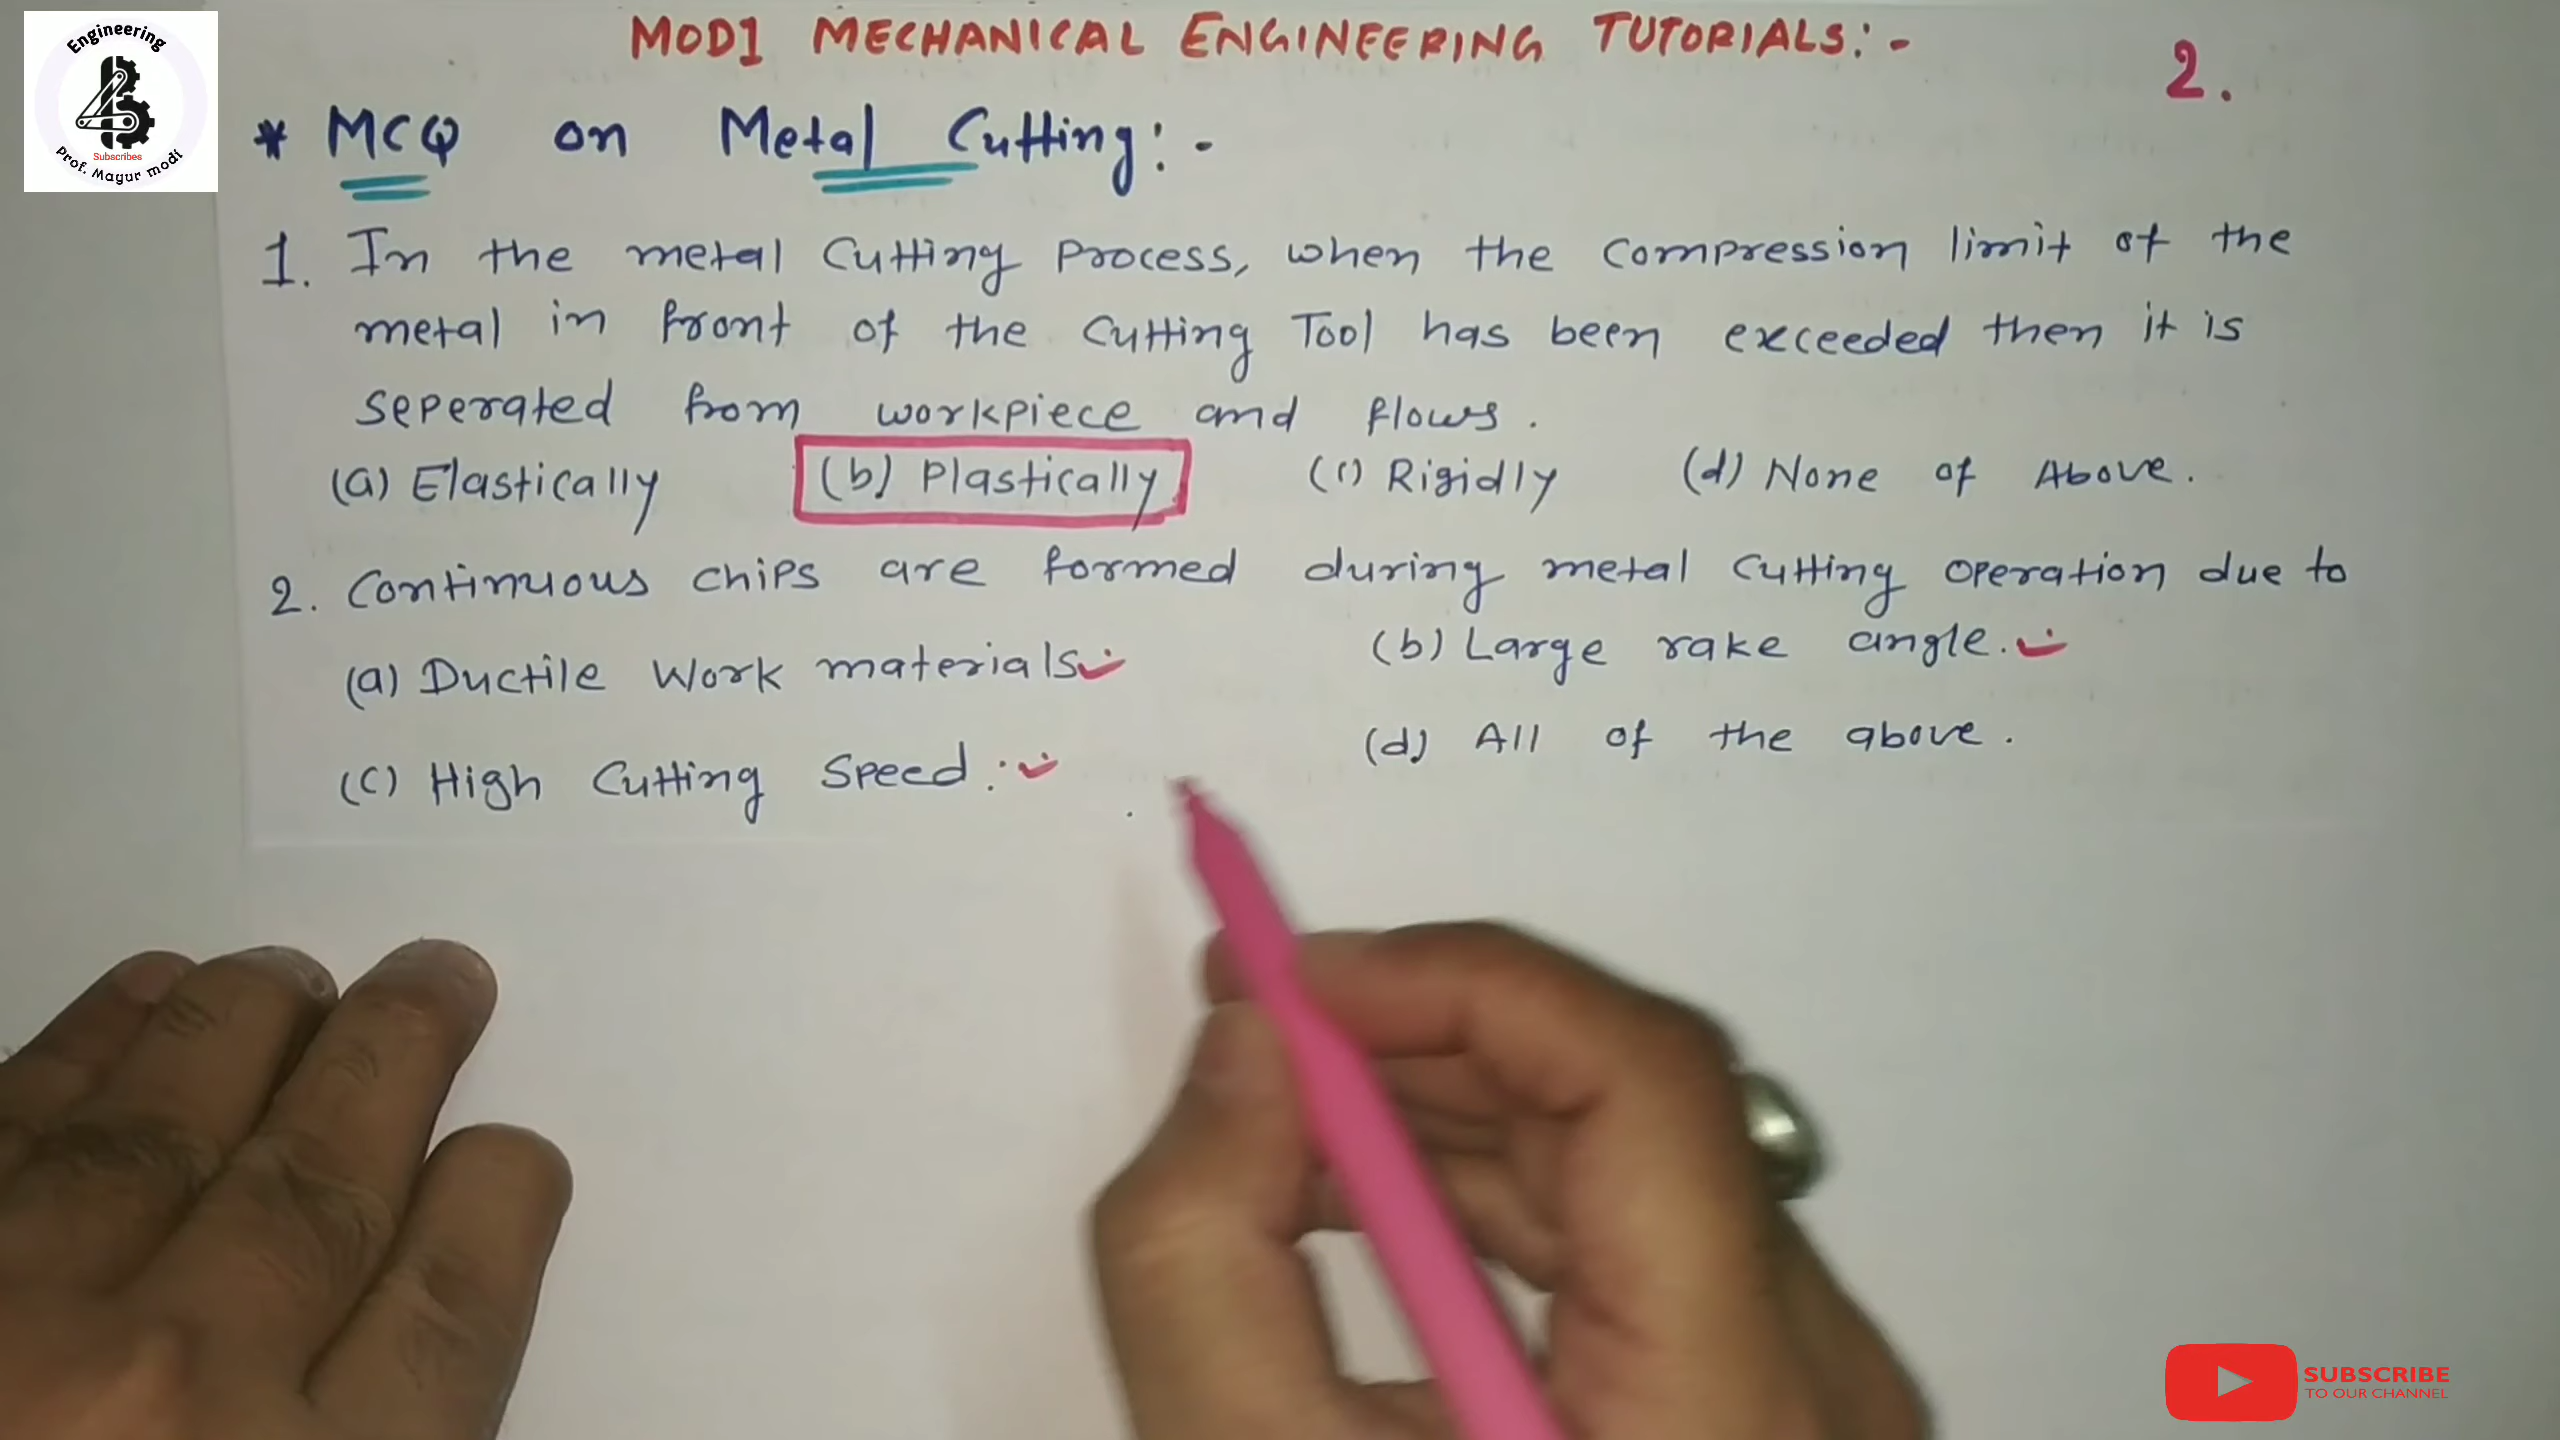 Engineering
Subscribes
Prof. Mayur modi
MODI MECHANICAL ENGINEERING TUTORIALS:-
2.
* MCQ on Metal Cutting:-
1. In the metal Cutting Process, when the Compression limit of the
metal in front of the Cutting Tool has been exceeded then it is
seperated from workpiece and flows.
(a) Elastically (b) Plastically (c) Rigidly (d) None of Above.
2. Continuous chips are formed during metal Cutting operation due to
(a) Ductile Work materials (b) Large rake angle.
(c) High Cutting Speed. (d) All of the above.
SUBSCRIBE
TO OUR CHANNEL